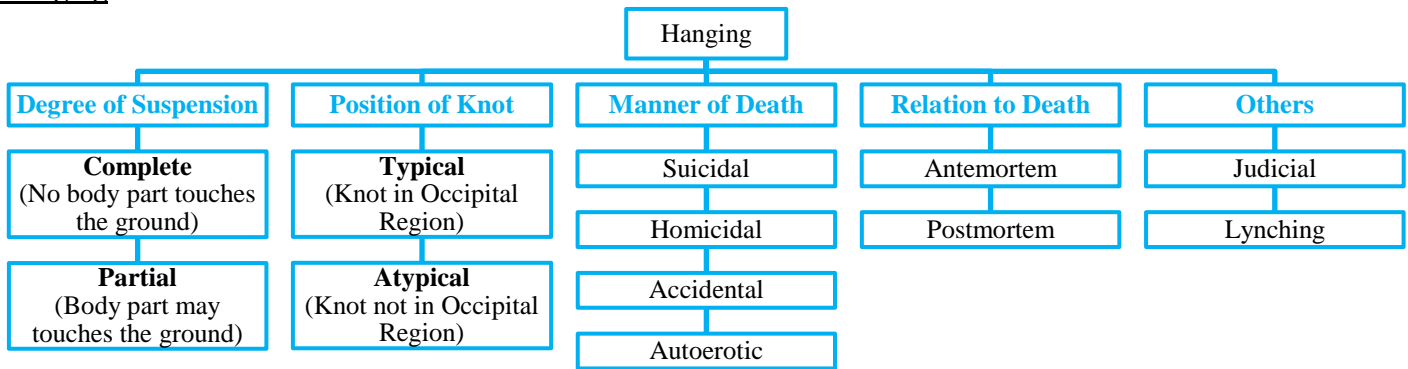 Hanging
Degree of Suspension
Complete
(No body part touches
the ground)
Partial
(Body part may
touches the ground)
Position of Knot
Typical
(Knot in Occipital
Region)
Atypical
(Knot not in Occipital
Region)
Manner of Death
Suicidal
Homicidal
Accidental
Autoerotic
Relation to Death
Antemortem
Postmortem
Others
Judicial
Lynching